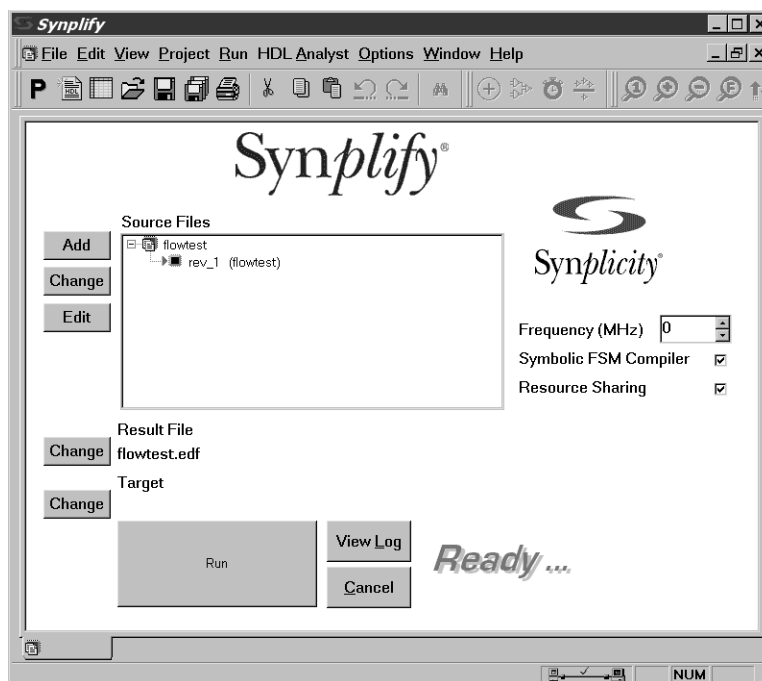 Synplify
File Edit View Project Run HDL Analyst Options Window Help
P
Synplify®
Source Files
Add
flowtest
rev_1 (flowtest)
Change
Edit
Synplicity®
Frequency (MHz) 0
Symbolic FSM Compiler
Resource Sharing
Result File
Change flowtest.edf
Target
Change
Run
View Log
Cancel
Ready ...
NUM